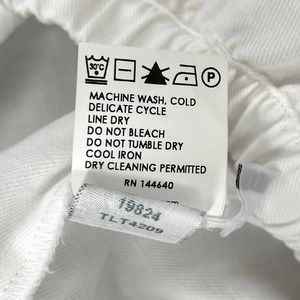 30°C P
MACHINE WASH, COLD
DELICATE CYCLE
LINE DRY
DO NOT BLEACH
DO NOT TUMBLE DRY
COOL IRON
DRY CLEANING PERMITTED
RN 144640
19824
TLT4209